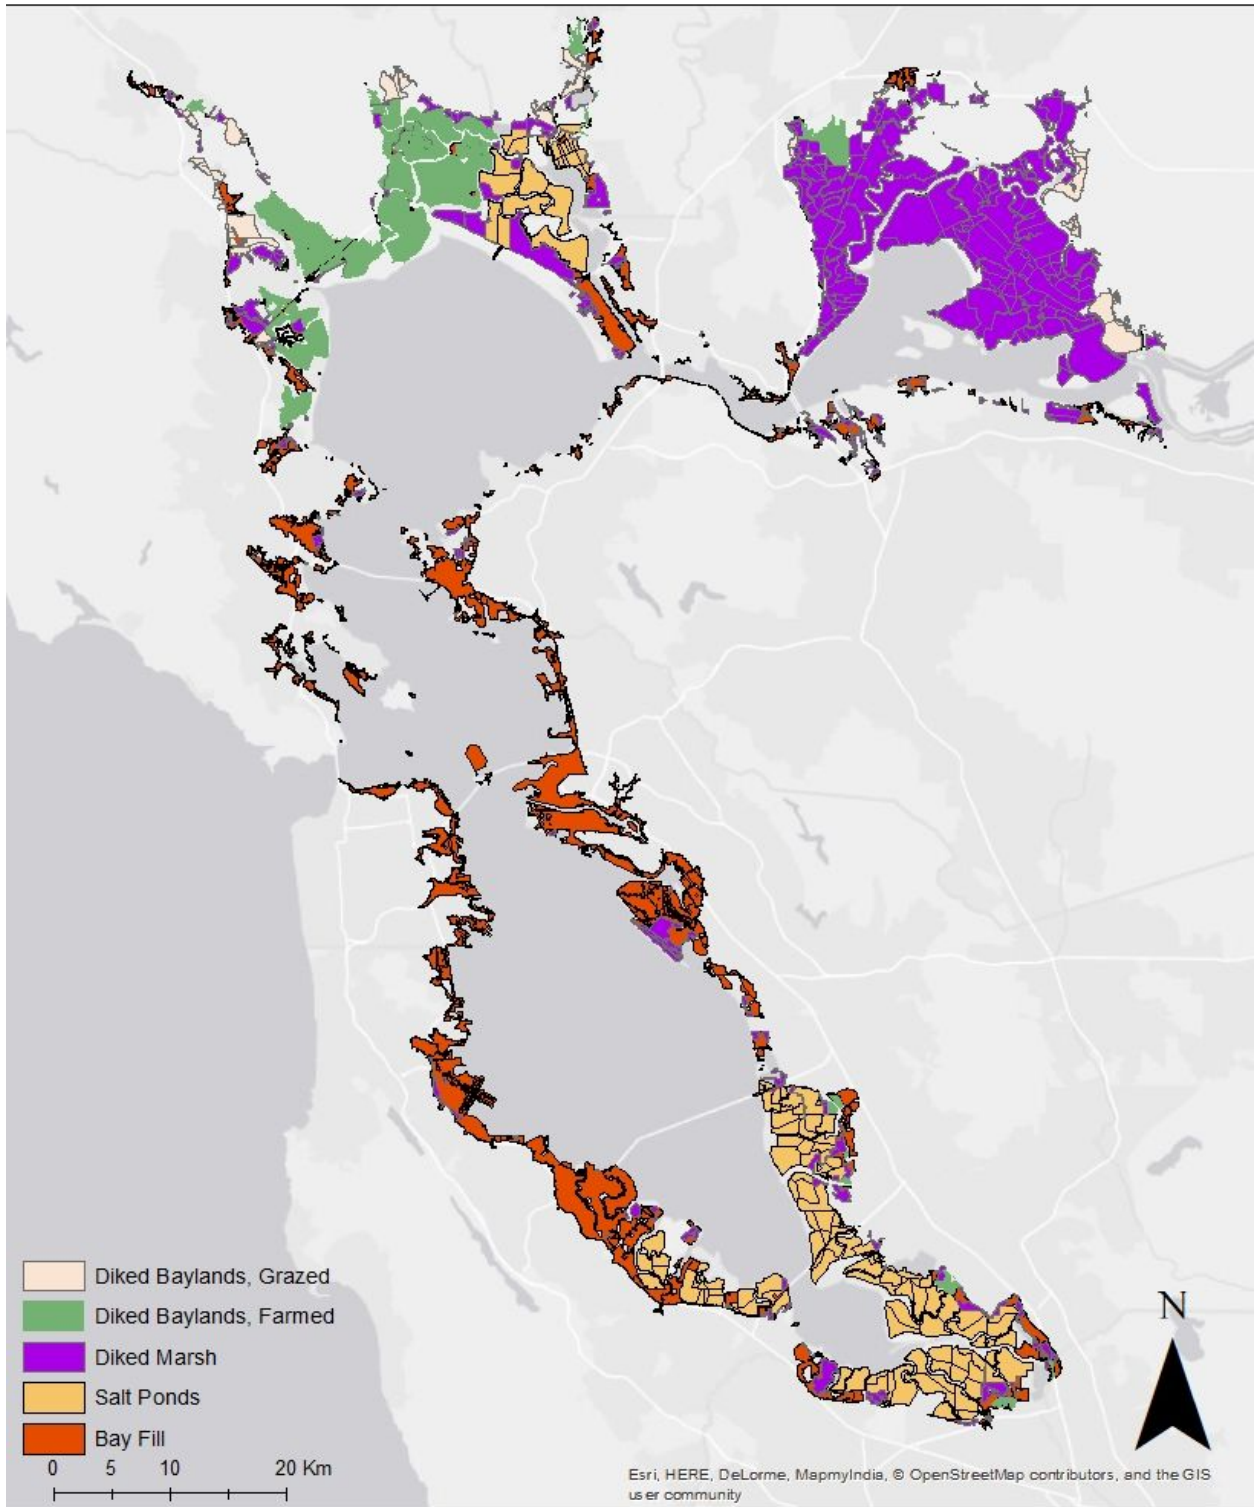 Diked Baylands, Grazed
Diked Baylands, Farmed
Diked Marsh
Salt Ponds
Bay Fill
0 5 10 20 Km
N
Esri, HERE, DeLorme, MapmyIndia, © OpenStreetMap contributors, and the GIS
user community